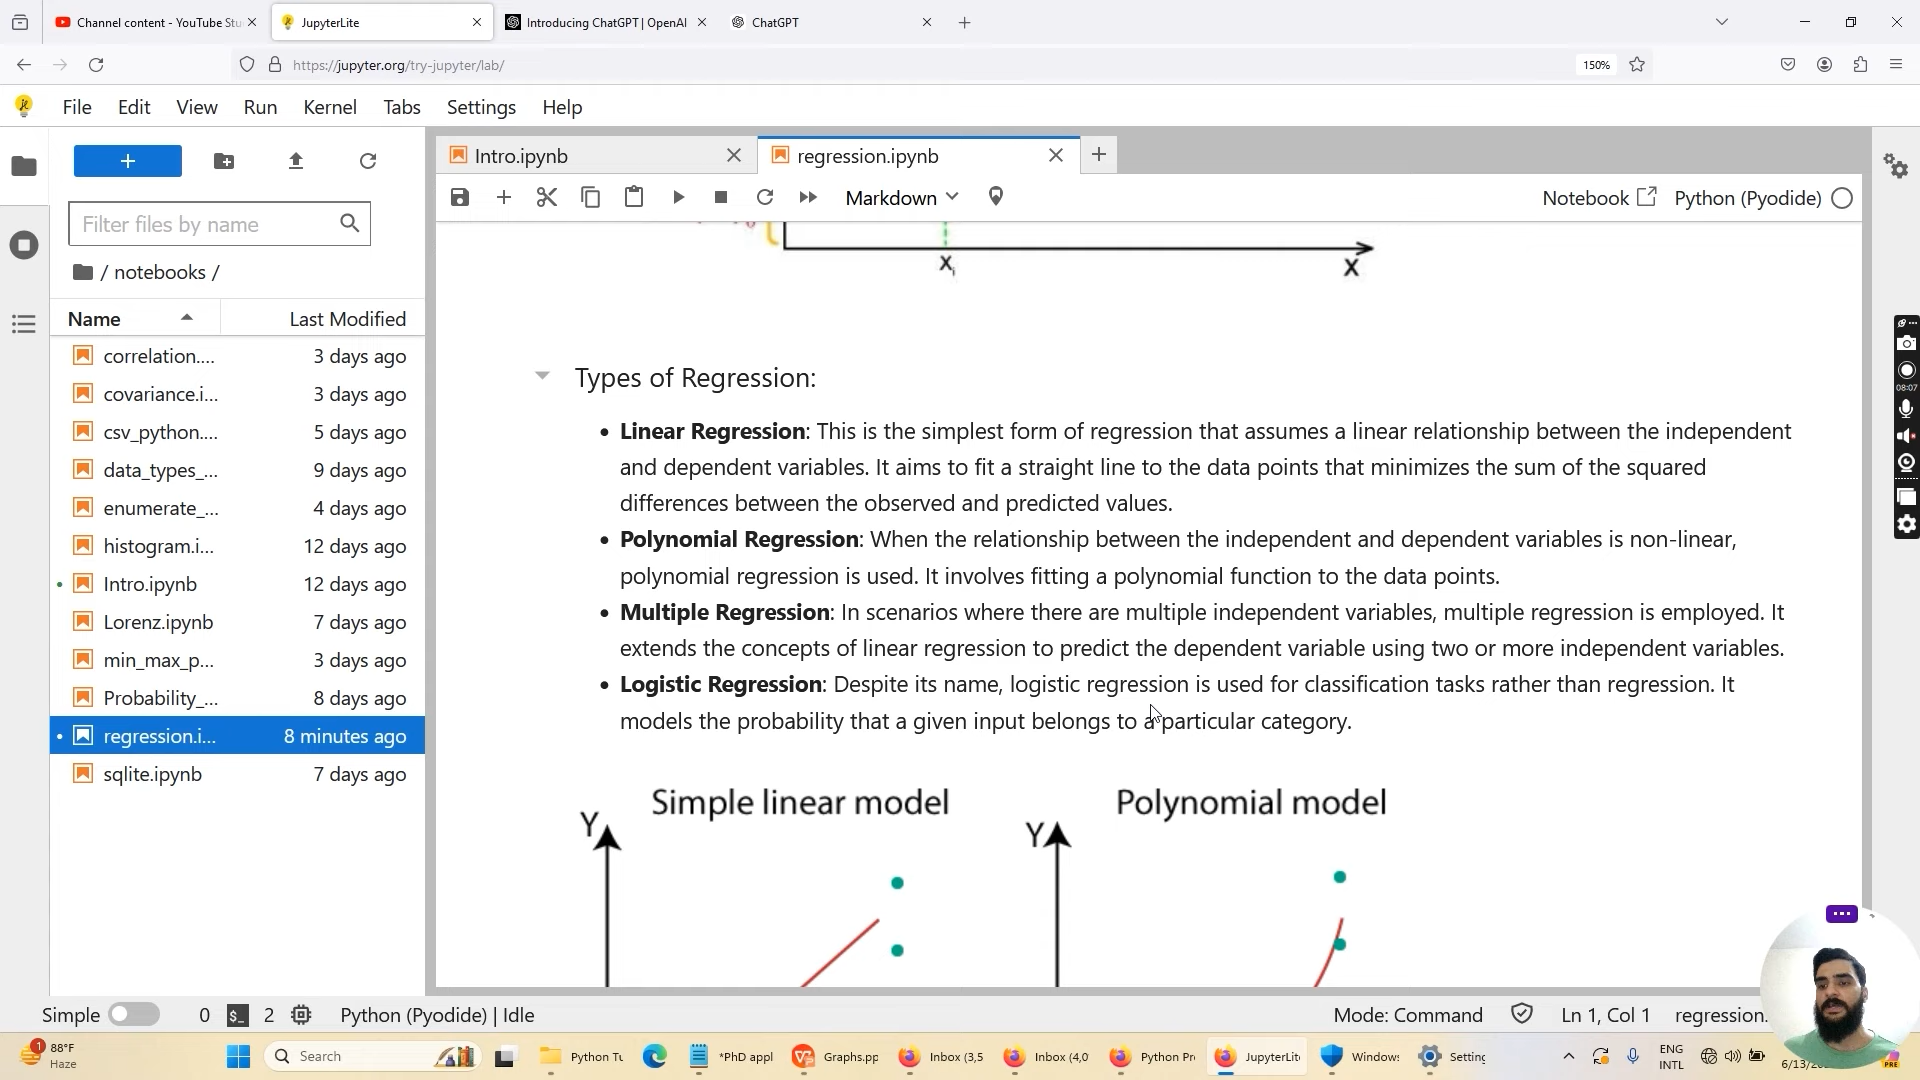 Channel content - YouTube Stu
JupyterLite
Introducing ChatGPT | OpenAI
ChatGPT
https://jupyter.org/try-jupyter/lab/
150%
File Edit View Run Kernel Tabs Settings Help
Intro.ipynb
regression.ipynb
Markdown
Notebook
Python (Pyodide)
Filter files by name
/ notebooks /
Name
Last Modified
correlation.... 3 days ago
covariance.i... 3 days ago
csv_python.... 5 days ago
data_types_... 9 days ago
enumerate_... 4 days ago
histogram.i... 12 days ago
Intro.ipynb 12 days ago
Lorenz.ipynb 7 days ago
min_max_p... 3 days ago
Probability_... 8 days ago
regression.i... 8 minutes ago
sqlite.ipynb 7 days ago
Xi
X
Types of Regression:
• Linear Regression: This is the simplest form of regression that assumes a linear relationship between the independent
and dependent variables. It aims to fit a straight line to the data points that minimizes the sum of the squared
differences between the observed and predicted values.
• Polynomial Regression: When the relationship between the independent and dependent variables is non-linear,
polynomial regression is used. It involves fitting a polynomial function to the data points.
• Multiple Regression: In scenarios where there are multiple independent variables, multiple regression is employed. It
extends the concepts of linear regression to predict the dependent variable using two or more independent variables.
• Logistic Regression: Despite its name, logistic regression is used for classification tasks rather than regression. It
models the probability that a given input belongs to a particular category.
Simple linear model
Polynomial model
Y
Y
08:07
Simple
0
2
Python (Pyodide) | Idle
Mode: Command
Ln 1, Col 1
regression.
1
88°F
Haze
Search
Python Tu
*PhD appl
Graphs.pp
Inbox (3,5
Inbox (4,0
Python Pr
JupyterLite
Windows
Setting
ENG
INTL
6/13/20
PRE